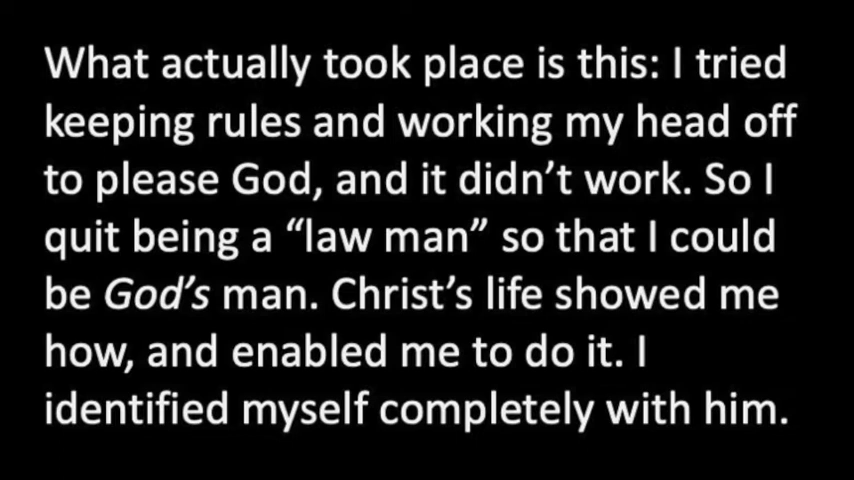 What actually took place is this: I tried
keeping rules and working my head off
to please God, and it didn’t work. So I
quit being a “law man” so that I could
be God’s man. Christ’s life showed me
how, and enabled me to do it. I
identified myself completely with him.